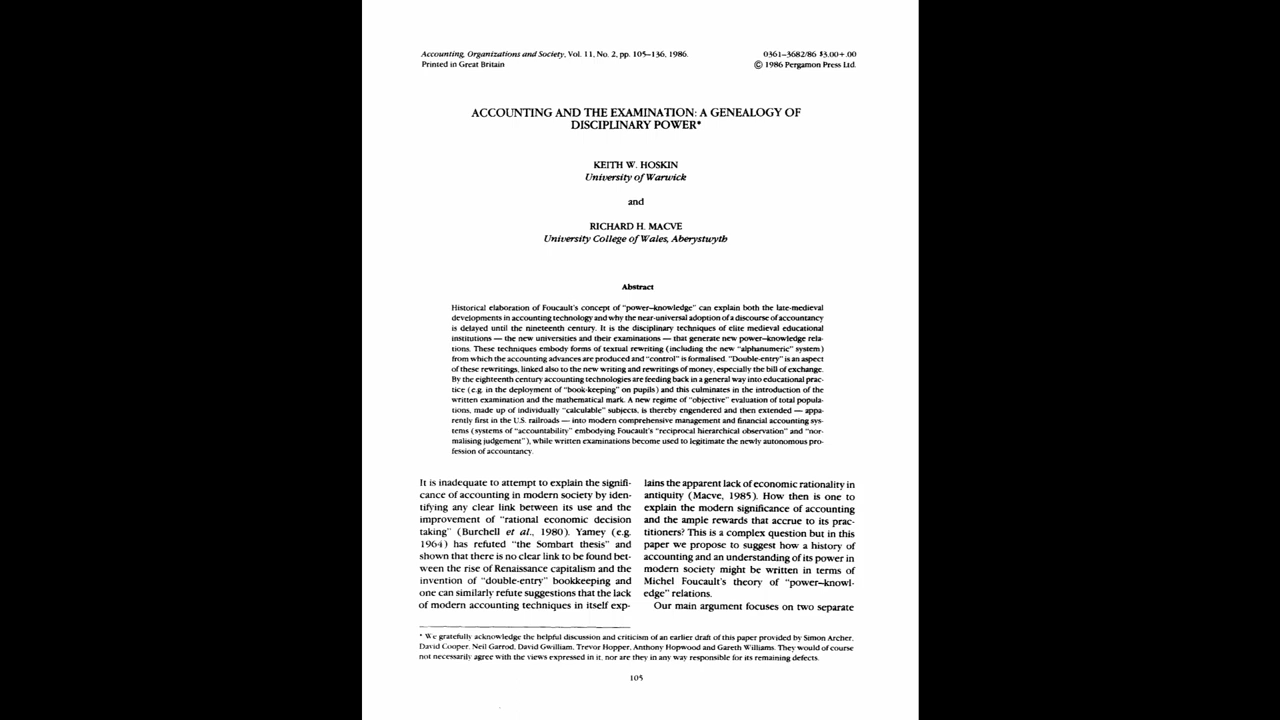 Accounting, Organizations and Society, Vol. 11, No. 2, pp. 105–136, 1986.
Printed in Great Britain
0361–3682/86 $3.00+.00
© 1986 Pergamon Press Ltd.
ACCOUNTING AND THE EXAMINATION: A GENEALOGY OF
DISCIPLINARY POWER*
KEITH W. HOSKIN
University of Warwick
and
RICHARD H. MACVE
University College of Wales, Aberystwyth
Abstract
Historical elaboration of Foucault's concept of "power–knowledge" can explain both the late-medieval
developments in accounting technology and why the near-universal adoption of a discourse of accountancy
is delayed until the nineteenth century. It is the disciplinary techniques of elite medieval educational
institutions — the new universities and their examinations — that generate new power–knowledge rela-
tions. These techniques embody forms of textual rewriting (including the new "alphanumeric" system)
from which the accounting advances are produced and "control" is formalised. "Double-entry" is an aspect
of these rewritings, linked also to the new writing and rewritings of money, especially the bill of exchange.
By the eighteenth century accounting technologies are feeding back in a general way into educational prac-
tice (e.g. in the deployment of "book-keeping" on pupils) and this culminates in the introduction of the
written examination and the mathematical mark. A new regime of "objective" evaluation of total popula-
tions, made up of individually "calculable" subjects, is thereby engendered and then extended — appa-
rently first in the U.S. railroads — into modern comprehensive management and financial accounting sys-
tems (systems of "accountability" embodying Foucault's "reciprocal hierarchical observation" and "nor-
malising judgement"), while written examinations become used to legitimate the newly autonomous pro-
fession of accountancy.
It is inadequate to attempt to explain the signifi-
cance of accounting in modern society by iden-
tifying any clear link between its use and the
improvement of "rational economic decision
taking" (Burchell et al., 1980). Yamey (e.g.
1964) has refuted "the Sombart thesis" and
shown that there is no clear link to be found bet-
ween the rise of Renaissance capitalism and the
invention of "double-entry" bookkeeping and
one can similarly refute suggestions that the lack
of modern accounting techniques in itself exp-
lains the apparent lack of economic rationality in
antiquity (Macve, 1985). How then is one to
explain the modern significance of accounting
and the ample rewards that accrue to its prac-
titioners? This is a complex question but in this
paper we propose to suggest how a history of
accounting and an understanding of its power in
modern society might be written in terms of
Michel Foucault's theory of "power–knowl-
edge" relations.
Our main argument focuses on two separate
* We gratefully acknowledge the helpful discussion and criticism of an earlier draft of this paper provided by Simon Archer,
David Cooper, Neil Garrod, David Gwilliam, Trevor Hopper, Anthony Hopwood and Gareth Williams. They would of course
not necessarily agree with the views expressed in it, nor are they in any way responsible for its remaining defects.
105